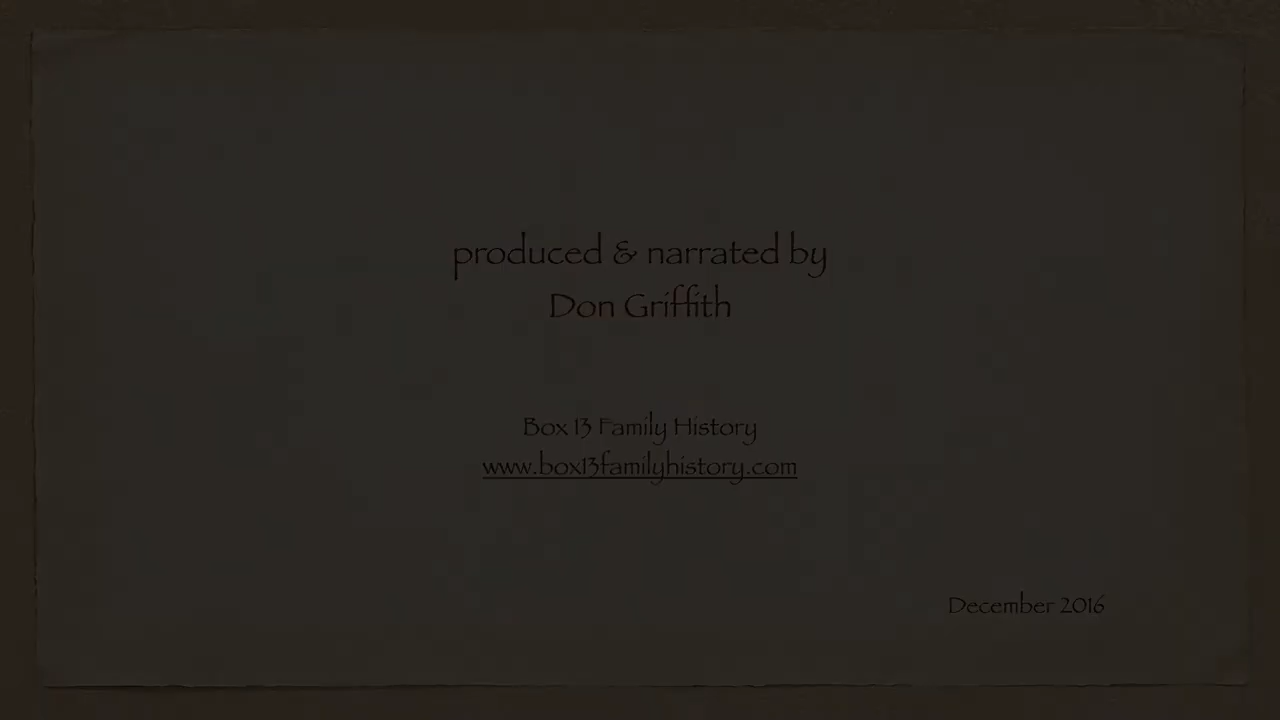 produced & narrated by
Don Griffith
Box 13 Family History
www.box13familyhistory.com
December 2016